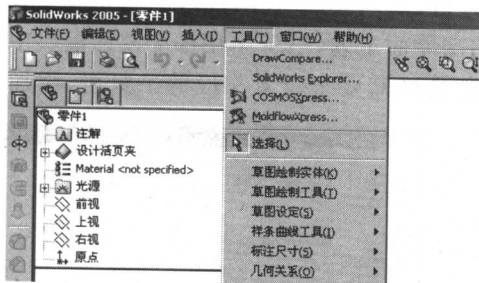 SolidWorks 2005 - [零件1]
文件(F) 编辑(E) 视图(V) 插入(I) 工具(T) 窗口(W) 帮助(H)
DrawCompare...
SolidWorks Explorer...
COSMOSXpress...
MoldflowXpress...
选择(L)
草图绘制实体(K)
草图绘制工具(T)
草图设定(S)
样条曲线工具(I)
标注尺寸(S)
几何关系(O)
零件1
注解
设计活页夹
Material <not specified>
光源
前视
上视
右视
原点